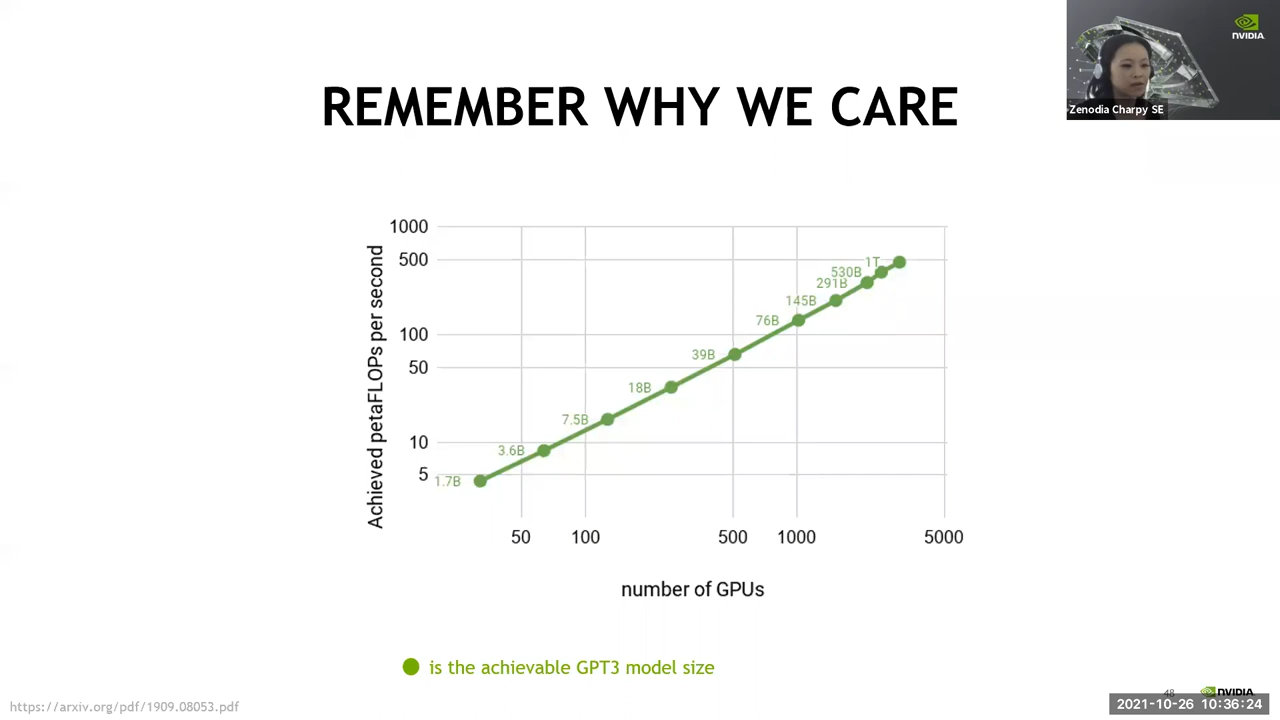 NVIDIA
Zenodia Charpy SE
REMEMBER WHY WE CARE
Achieved petaFLOPs per second
1000
500
100
50
10
5
1.7B
3.6B
7.5B
18B
39B
76B
145B
291B
530B
1T
50
100
500
1000
5000
number of GPUs
is the achievable GPT3 model size
https://arxiv.org/pdf/1909.08053.pdf
48
NVIDIA
2021-10-26 10:36:24